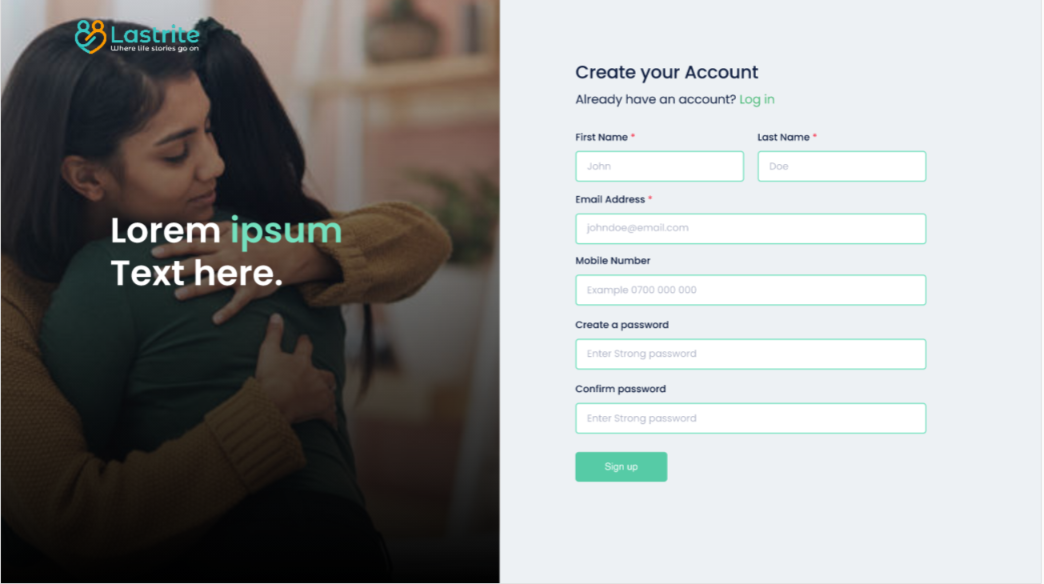 Lastrite
Where life stories go on
Lorem ipsum
Text here.
Create your Account
Already have an account? Log in
First Name * Last Name *
John Doe
Email Address *
johndoe@email.com
Mobile Number
Example 0700 000 000
Create a password
Enter Strong password
Confirm password
Enter Strong password
Sign up